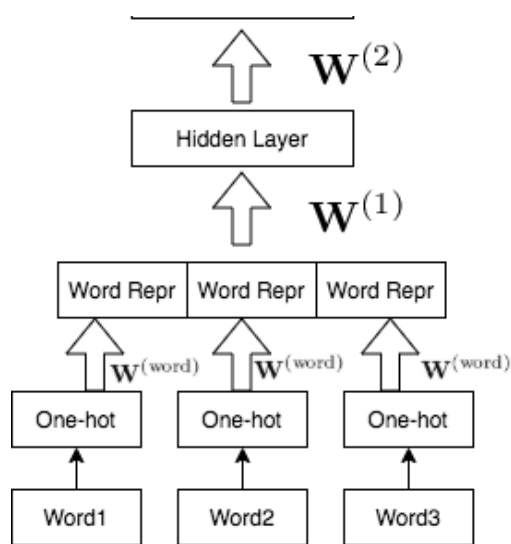 W(2)
Hidden Layer
W(1)
Word Repr Word Repr Word Repr
W(word) W(word) W(word)
One-hot One-hot One-hot
Word1 Word2 Word3